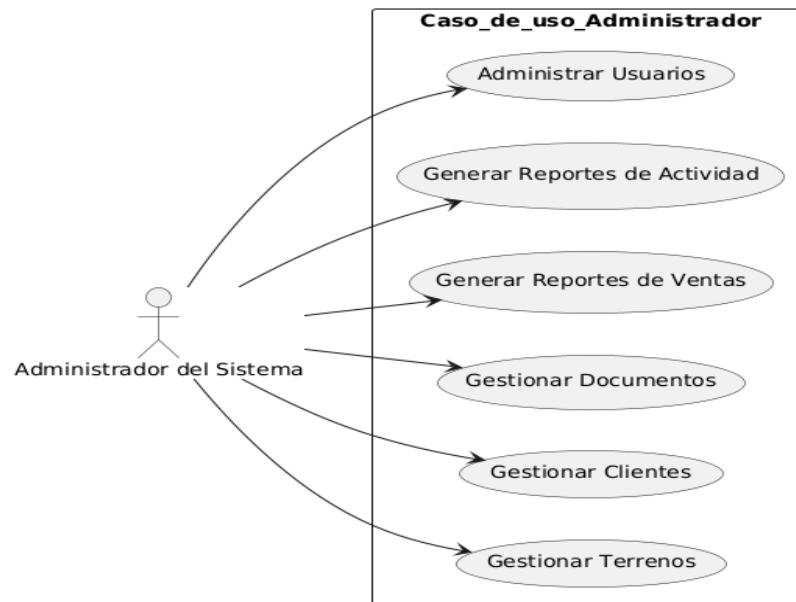 Caso_de_uso_Administrador
Administrar Usuarios
Generar Reportes de Actividad
Generar Reportes de Ventas
Administrador del Sistema
Gestionar Documentos
Gestionar Clientes
Gestionar Terrenos